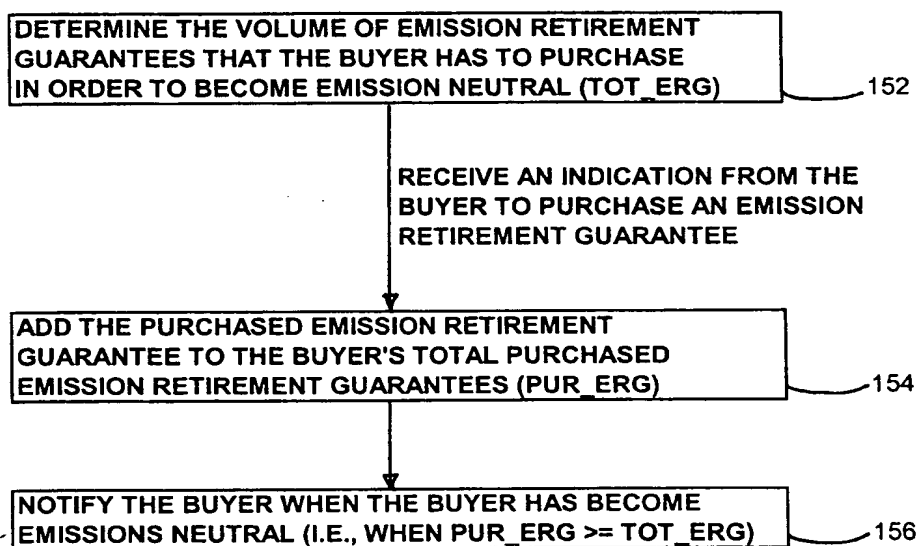 DETERMINE THE VOLUME OF EMISSION RETIREMENT
GUARANTEES THAT THE BUYER HAS TO PURCHASE
IN ORDER TO BECOME EMISSION NEUTRAL (TOT_ERG)
152
RECEIVE AN INDICATION FROM THE
BUYER TO PURCHASE AN EMISSION
RETIREMENT GUARANTEE
ADD THE PURCHASED EMISSION RETIREMENT
GUARANTEE TO THE BUYER'S TOTAL PURCHASED
EMISSION RETIREMENT GUARANTEES (PUR_ERG)
154
NOTIFY THE BUYER WHEN THE BUYER HAS BECOME
EMISSIONS NEUTRAL (I.E., WHEN PUR_ERG >= TOT_ERG)
156